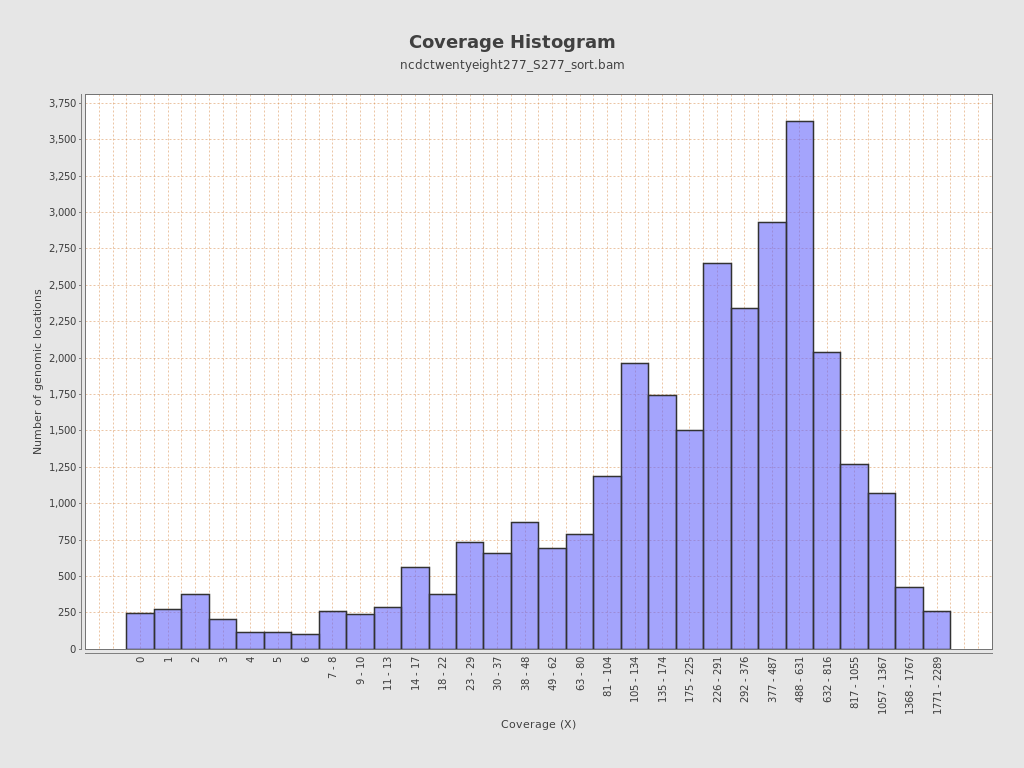 Coverage Histogram
ncdctwentyeight277_S277_sort.bam
Number of genomic locations
3,750
3,500
3,250
3,000
2,750
2,500
2,250
2,000
1,750
1,500
1,250
1,000
750
500
250
0
0
1
2
3
4
5
6
7 - 8
9 - 10
11 - 13
14 - 17
18 - 22
23 - 29
30 - 37
38 - 48
49 - 62
63 - 80
81 - 104
105 - 134
135 - 174
175 - 225
226 - 291
292 - 376
377 - 487
488 - 631
632 - 816
817 - 1055
1057 - 1367
1368 - 1767
1771 - 2289
Coverage (X)